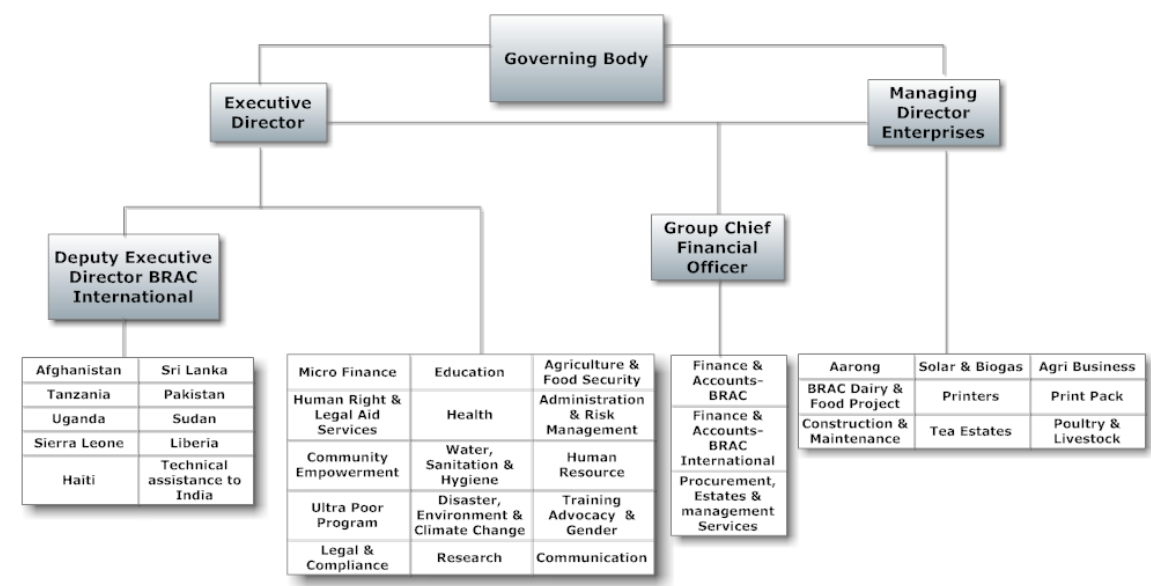 Governing Body
Executive
Director
Managing
Director
Enterprises
Deputy Executive
Director BRAC
International
Group Chief
Financial
Officer
Afghanistan
Sri Lanka
Tanzania
Pakistan
Uganda
Sudan
Sierra Leone
Liberia
Haiti
Technical
assistance to
India
Micro Finance
Education
Agriculture &
Food Security
Human Right &
Legal Aid
Services
Health
Administration
& Risk
Management
Community
Empowerment
Water,
Sanitation &
Hygiene
Human
Resource
Ultra Poor
Program
Disaster,
Environment &
Climate Change
Training
Advocacy &
Gender
Legal &
Compliance
Research
Communication
Finance &
Accounts-
BRAC
Finance &
Accounts-
BRAC
International
Procurement,
Estates &
management
Services
Aarong
Solar & Biogas
Agri Business
BRAC Dairy &
Food Project
Printers
Print Pack
Construction &
Maintenance
Tea Estates
Poultry &
Livestock